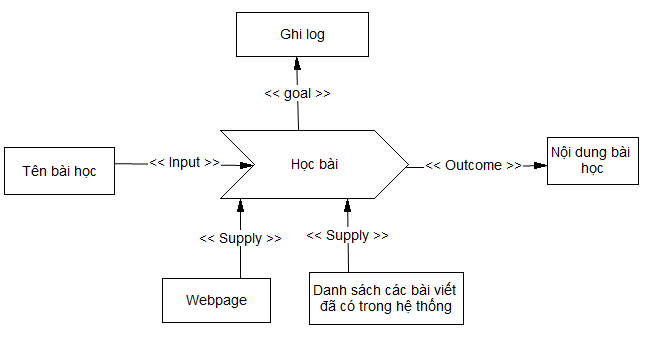 Ghi log
<< goal >>
Tên bài học
<< Input >>
Học bài
<< Outcome >>
Nội dung bài
học
<< Supply >>
<< Supply >>
Webpage
Danh sách các bài viết
đã có trong hệ thống